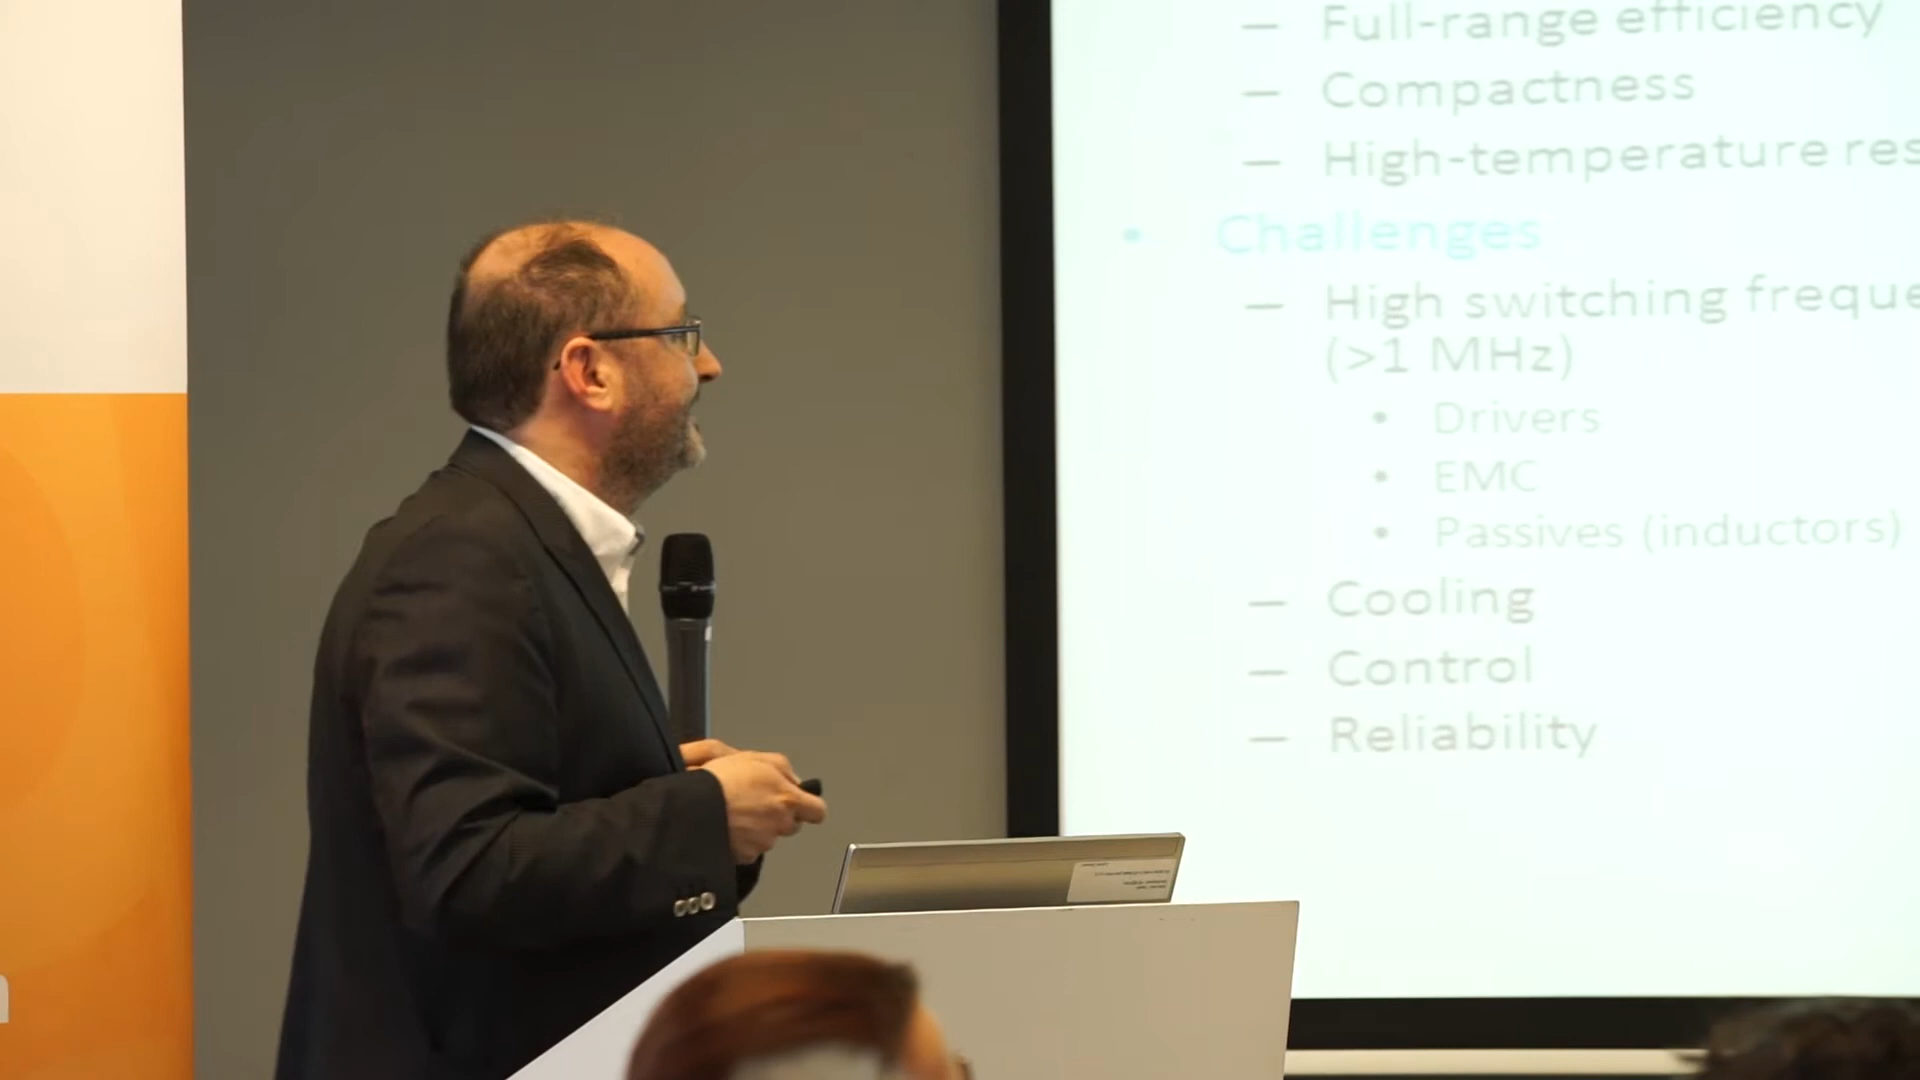 — Full-range efficiency
— Compactness
— High-temperature res
• Challenges
— High switching freque
(>1 MHz)
• Drivers
• EMC
• Passives (inductors)
— Cooling
— Control
— Reliability